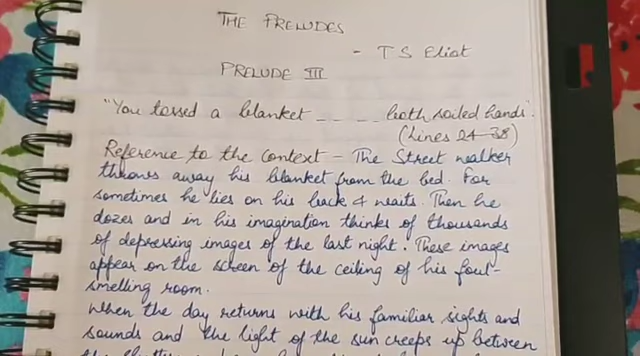 THE PRELUDES
- T S Eliot
PRELUDE III
"You tossed a blanket _ _ _ _ both soiled hands".
(Lines 24-38)
Reference to the context - The Street walker
throws away his blanket from the bed. For
sometimes he lies on his back & waits. Then he
dozes and in his imagination thinks of thousands
of depressing images of the last night. These images
appear on the screen of the ceiling of his foul-
smelling room.
When the day returns with his familiar sights and
sounds and the light of the sun creeps up between